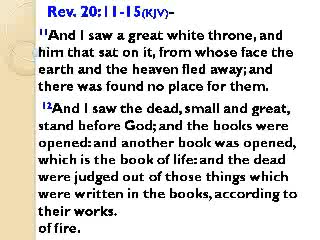 Rev. 20:11-15(KJV)-
11And I saw a great white throne, and
him that sat on it, from whose face the
earth and the heaven fled away; and
there was found no place for them.
12And I saw the dead, small and great,
stand before God; and the books were
opened: and another book was opened,
which is the book of life: and the dead
were judged out of those things which
were written in the books, according to
their works.
of fire.